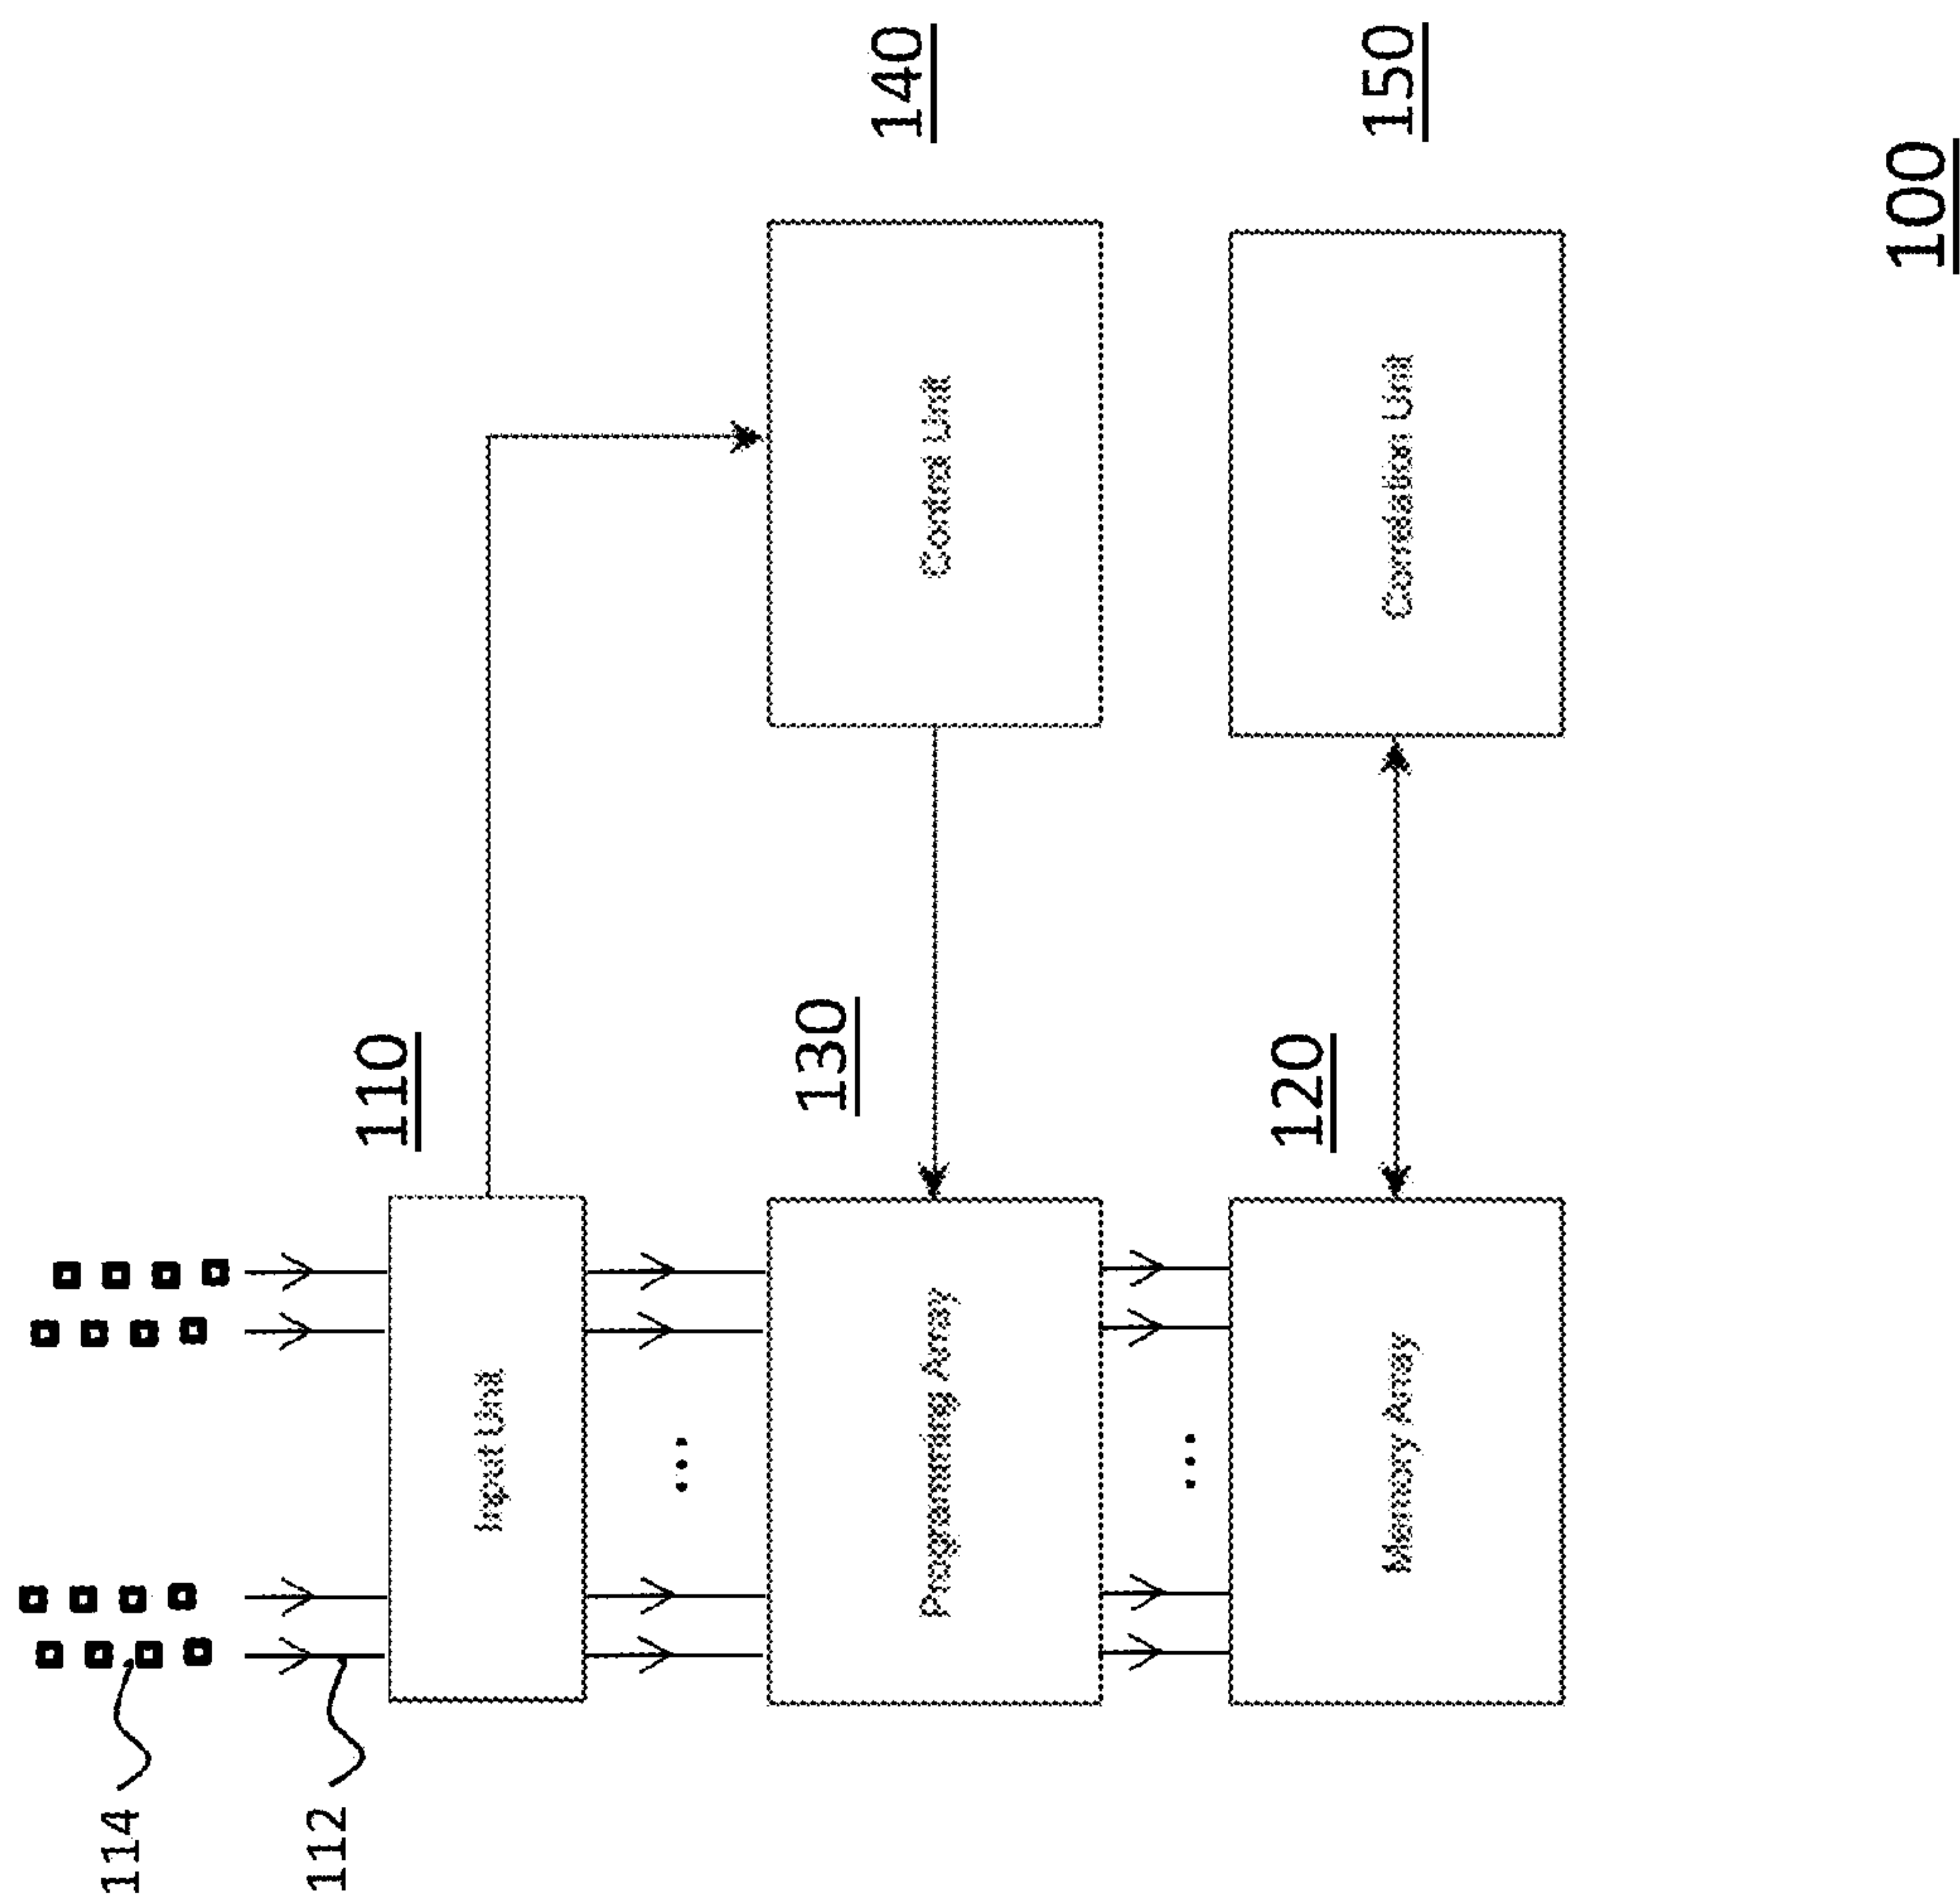 114
112
Input Unit
110
Programming Array
130
Control Unit
140
Memory Array
120
Correlation Unit
150
100